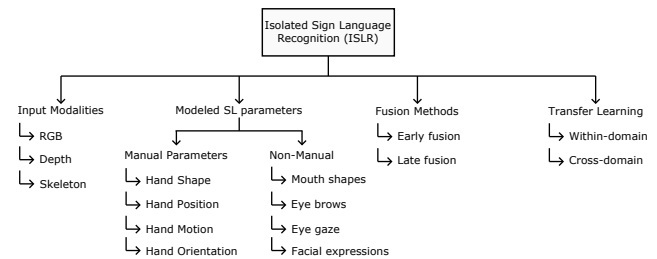 Isolated Sign Language
Recognition (ISLR)
Input Modalities
RGB
Depth
Skeleton
Modeled SL parameters
Manual Parameters
Hand Shape
Hand Position
Hand Motion
Hand Orientation
Non-Manual
Mouth shapes
Eye brows
Eye gaze
Facial expressions
Fusion Methods
Early fusion
Late fusion
Transfer Learning
Within-domain
Cross-domain